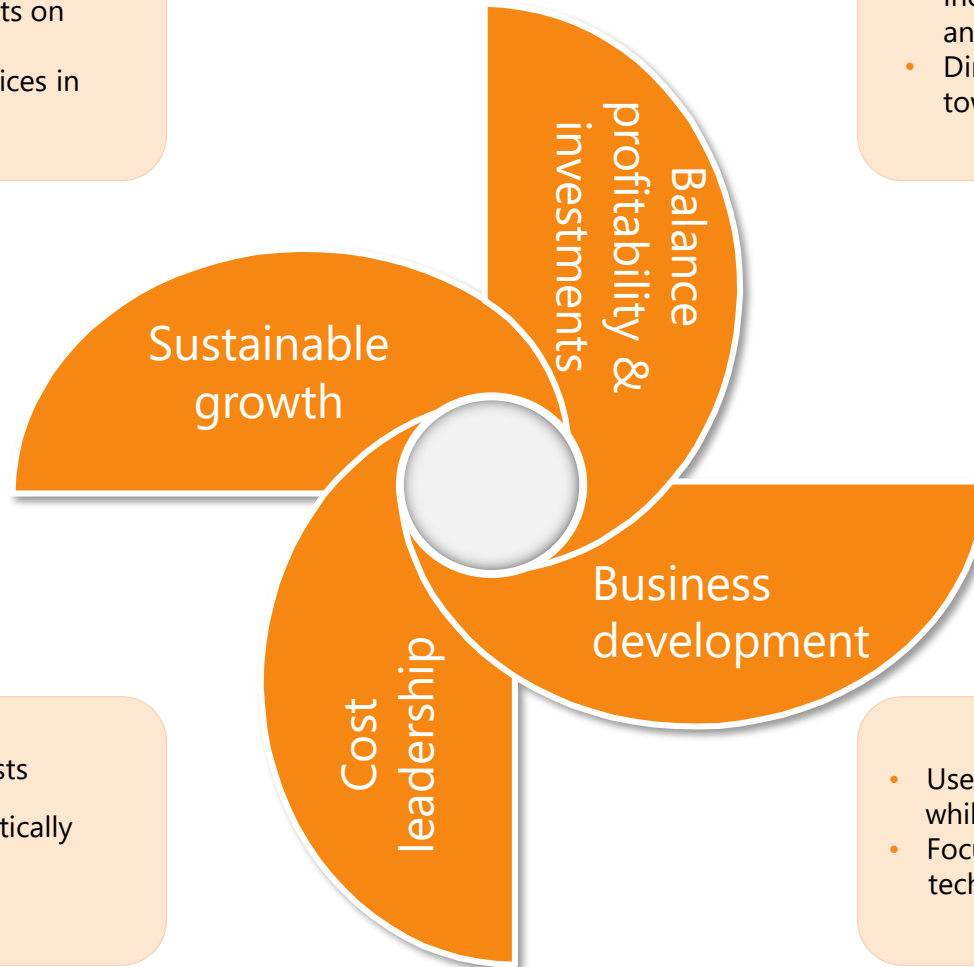 ts on
ices in
an
Di
tow
Balance
profitability &
investments
Sustainable
growth
Business
development
Cost
leadership
sts
tically
Use
whil
Focu
tech